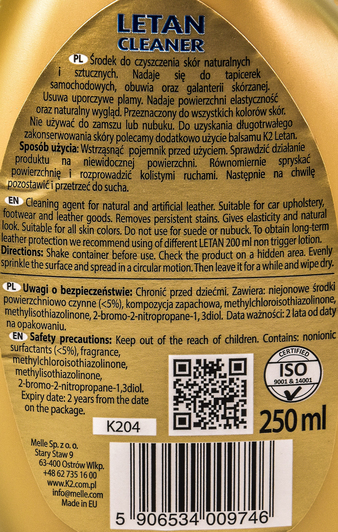 LETAN
CLEANER
PL Środek do czyszczenia skór naturalnych
i sztucznych. Nadaje się do tapicerek
samochodowych, obuwia oraz galanterii skórzanej.
Usuwa uporczywe plamy. Nadaje powierzchni elastyczność
oraz naturalny wygląd. Przeznaczony do wszystkich kolorów skór.
Nie używać do zamszu lub nubuku. Do uzyskania długotrwałego
zakonserwowania skóry polecamy dodatkowo użycie balsamu K2 Letan.
Sposób użycia: Wstrząsnąć pojemnik przed użyciem. Sprawdzić działanie
produktu na niewidocznej powierzchni. Równomiernie spryskać
powierzchnię i rozprowadzić kolistymi ruchami. Następnie na chwilę
pozostawić i przetrzeć do sucha.
EN Cleaning agent for natural and artificial leather. Suitable for car upholstery,
footwear and leather goods. Removes persistent stains. Gives elasticity and natural
look. Suitable for all skin colors. Do not use for suede or nubuck. To obtain long-term
leather protection we recommend using of different LETAN 200 ml non trigger lotion.
Directions: Shake container before use. Check the product on a hidden area. Evenly
sprinkle the surface and spread in a circular motion. Then leave it for a while and wipe dry.
PL Uwagi o bezpieczeństwie: Chronić przed dziećmi. Zawiera: niejonowe środki
powierzchniowo czynne (<5%), kompozycja zapachowa, methylchloroisothiazolinone,
methylisothiazolinone, 2-bromo-2-nitropropane-1, 3diol. Data ważności: 2 lata od daty
na opakowaniu.
EN Safety precautions: Keep out of the reach of children. Contains: nonionic
surfactants (<5%), fragrance,
methylchloroisothiazolinone,
methylisothiazolinone,
2-bromo-2-nitropropane-1,3diol.
Expiry date: 2 years from the date
on the package.
CERTIFIED
ISO
9001 & 14001
K204
250 ml
Melle Sp. z o. o.
Stary Staw 9
63-400 Ostrów Wlkp.
+48 62 735 16 00
www.K2.com.pl
info@melle.com
Made in EU
5 906534 009746